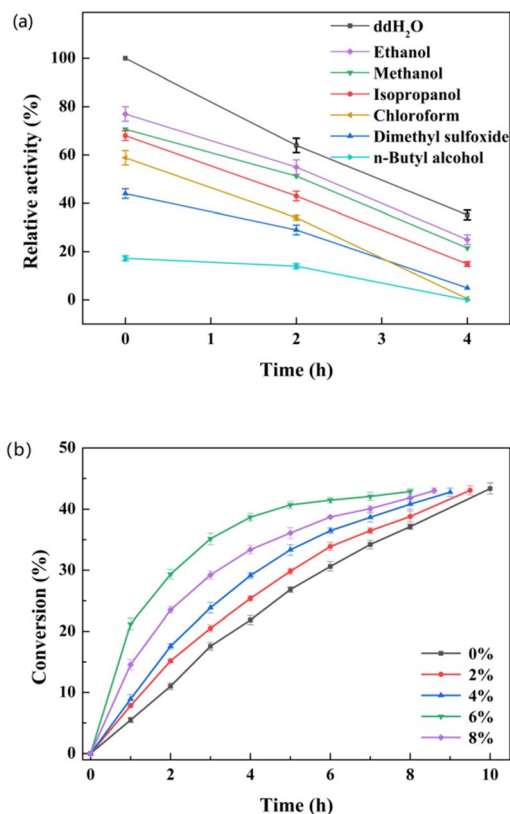 (a)
ddH₂O
Ethanol
Methanol
Isopropanol
Chloroform
Dimethyl sulfoxide
n-Butyl alcohol
Relative activity (%)
100
80
60
40
20
0
0 1 2 3 4
Time (h)
(b)
Conversion (%)
50
40
30
20
10
0
0%
2%
4%
6%
8%
0 2 4 6 8 10
Time (h)